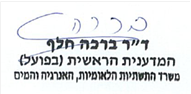 ברכה
ד"ר ברכה חלף
המדענית הראשית (בפועל)
משרד התשתיות הלאומיות, האנרגיה והמים